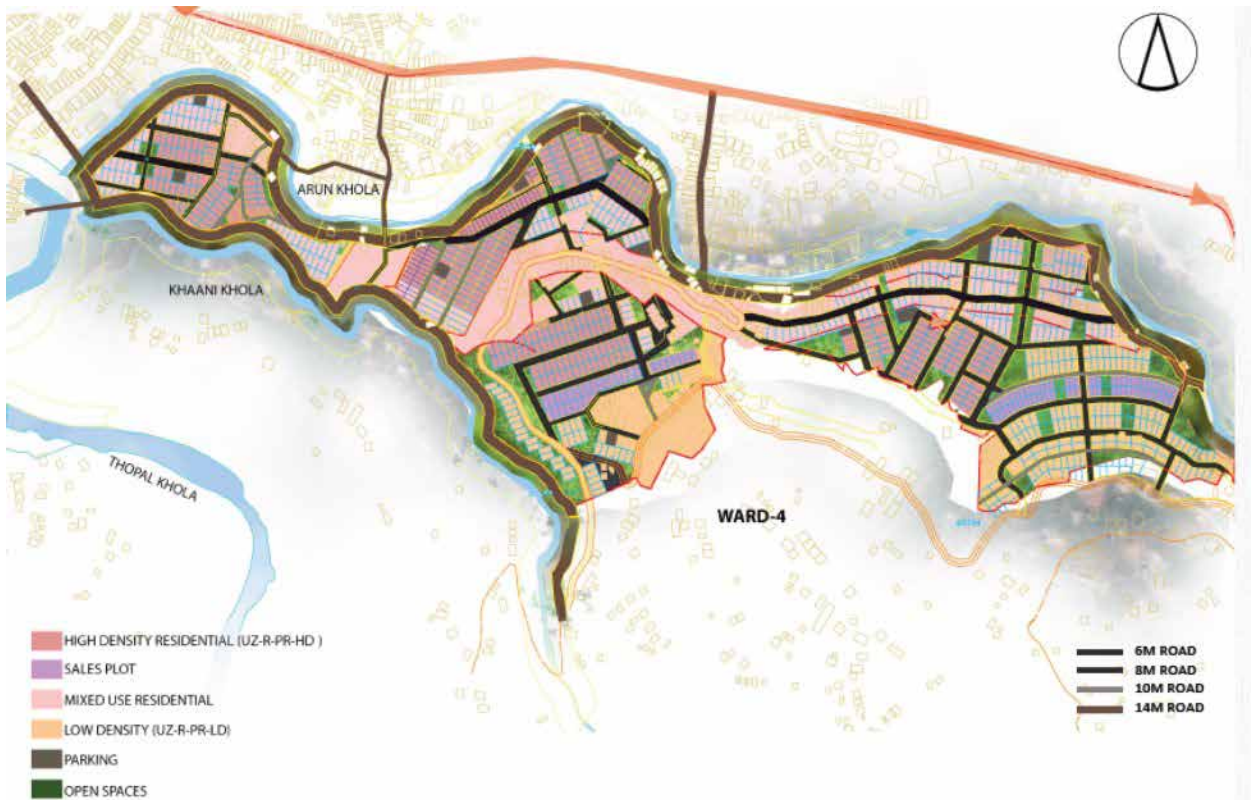 ARUN KHOLA
KHAANI KHOLA
THOPAL KHOLA
WARD-4
HIGH DENSITY RESIDENTIAL (UZ-R-PR-HD )
SALES PLOT
MIXED USE RESIDENTIAL
LOW DENSITY (UZ-R-PR-LD)
PARKING
OPEN SPACES
6M ROAD
8M ROAD
10M ROAD
14M ROAD